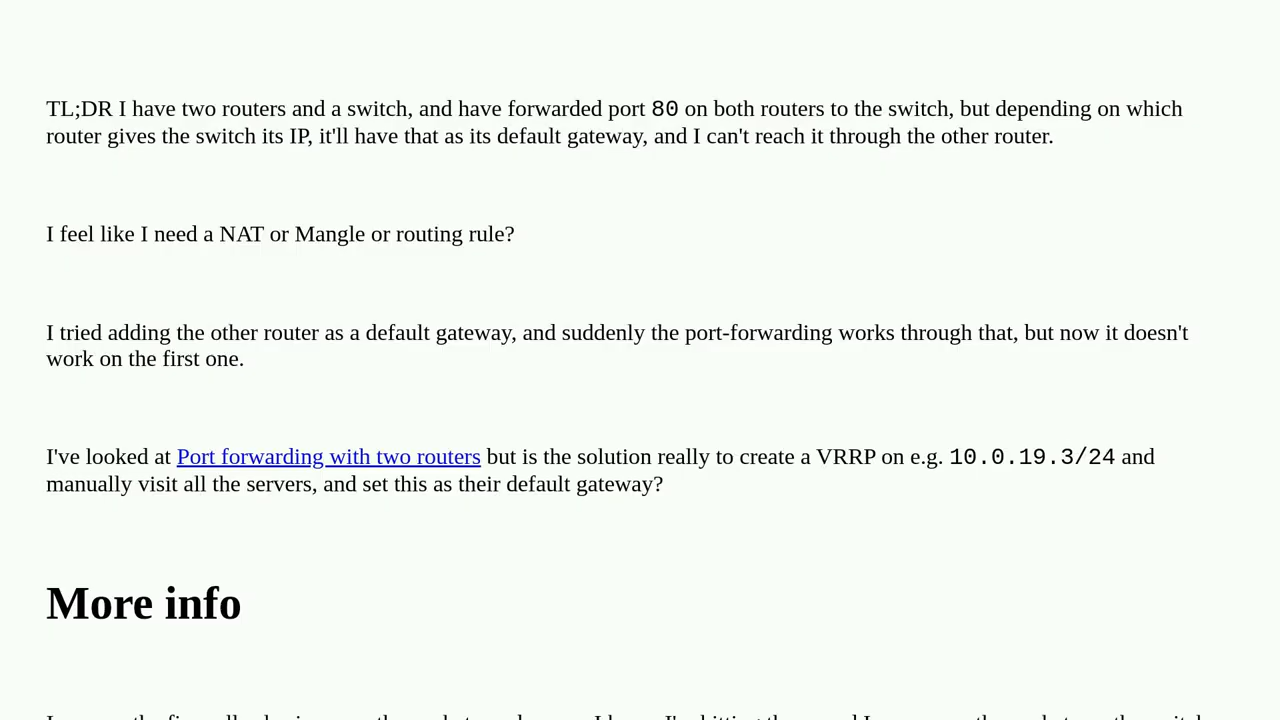 TL;DR I have two routers and a switch, and have forwarded port 80 on both routers to the switch, but depending on which
router gives the switch its IP, it'll have that as its default gateway, and I can't reach it through the other router.
I feel like I need a NAT or Mangle or routing rule?
I tried adding the other router as a default gateway, and suddenly the port-forwarding works through that, but now it doesn't
work on the first one.
I've looked at Port forwarding with two routers but is the solution really to create a VRRP on e.g. 10.0.19.3/24 and
manually visit all the servers, and set this as their default gateway?
More info